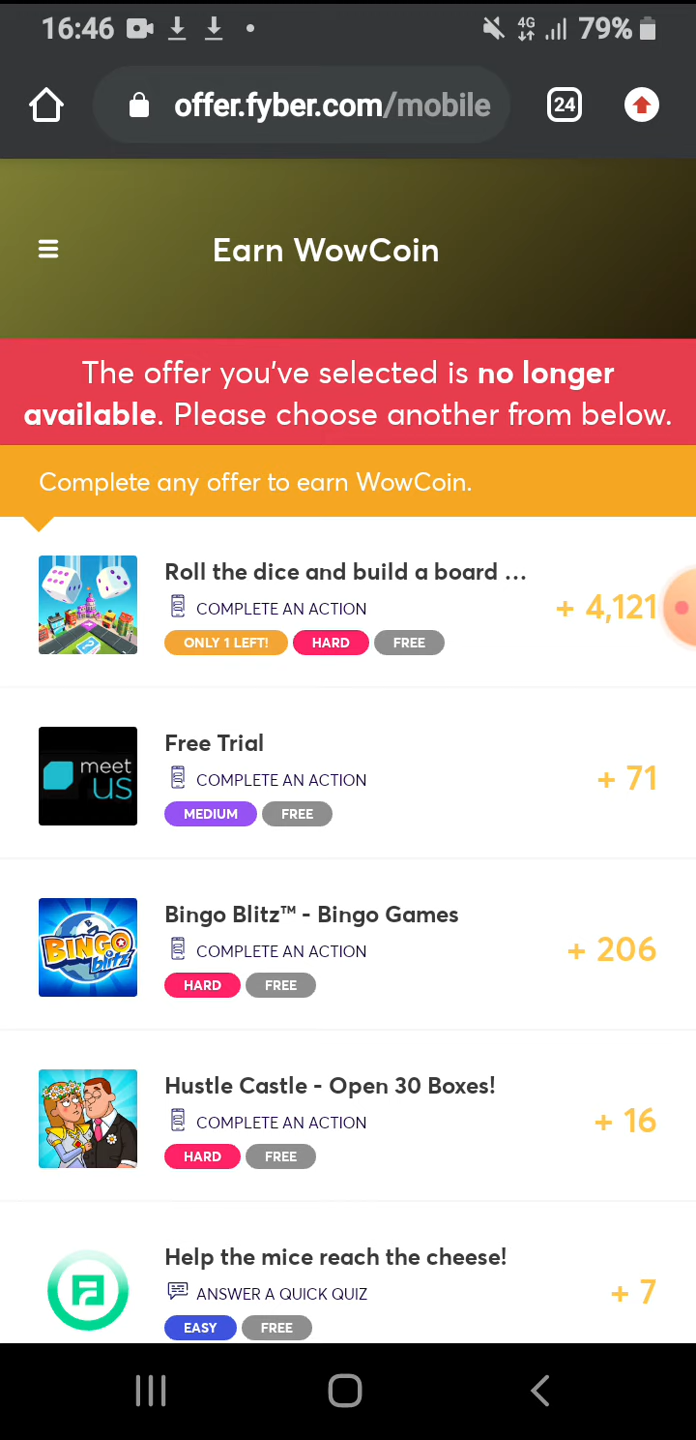 16:46
4G
79%
offer.fyber.com/mobile
24
Earn WowCoin
The offer you've selected is no longer
available. Please choose another from below.
Complete any offer to earn WowCoin.
Roll the dice and build a board ...
COMPLETE AN ACTION
+ 4,121
ONLY 1 LEFT! HARD FREE
meet
us
Free Trial
COMPLETE AN ACTION
+ 71
MEDIUM FREE
BINGO
blitz
Bingo Blitz™ - Bingo Games
COMPLETE AN ACTION
+ 206
HARD FREE
Hustle Castle - Open 30 Boxes!
COMPLETE AN ACTION
+ 16
HARD FREE
Help the mice reach the cheese!
ANSWER A QUICK QUIZ
+ 7
EASY FREE